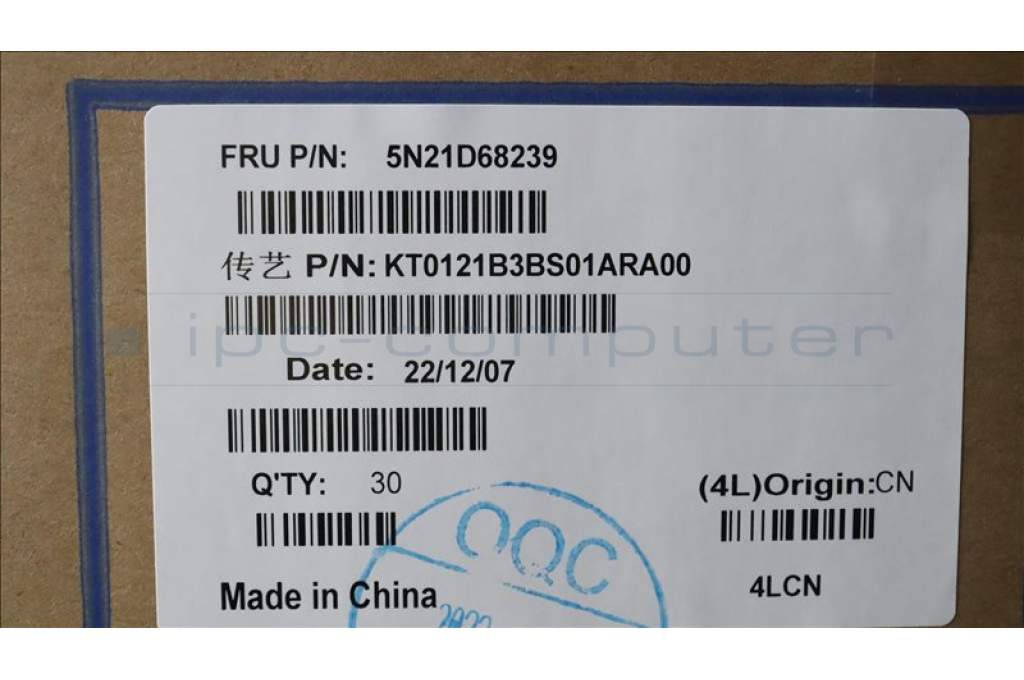 FRU P/N: 5N21D68239
传艺 P/N: KT0121B3BS01ARA00
ipc-computer
Date: 22/12/07
Q'TY: 30
(4L)Origin:CN
OQC
Made in China
4LCN
2022